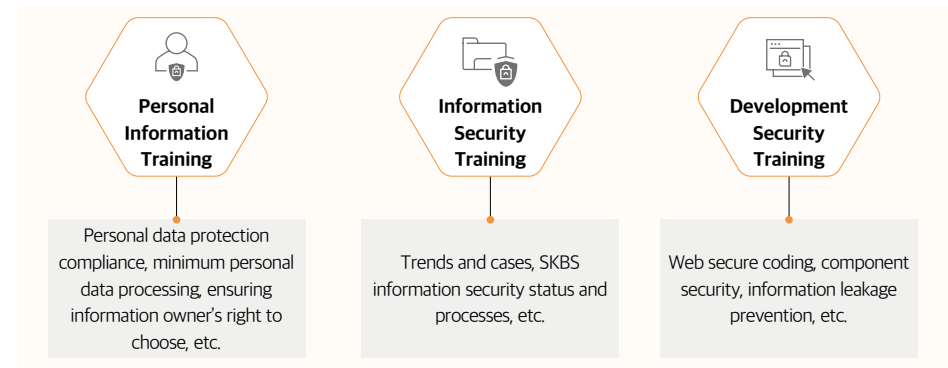 Personal
Information
Training
Information
Security
Training
Development
Security
Training
Personal data protection
compliance, minimum personal
data processing, ensuring
information owner's right to
choose, etc.
Trends and cases, SKBS
information security status and
processes, etc.
Web secure coding, component
security, information leakage
prevention, etc.